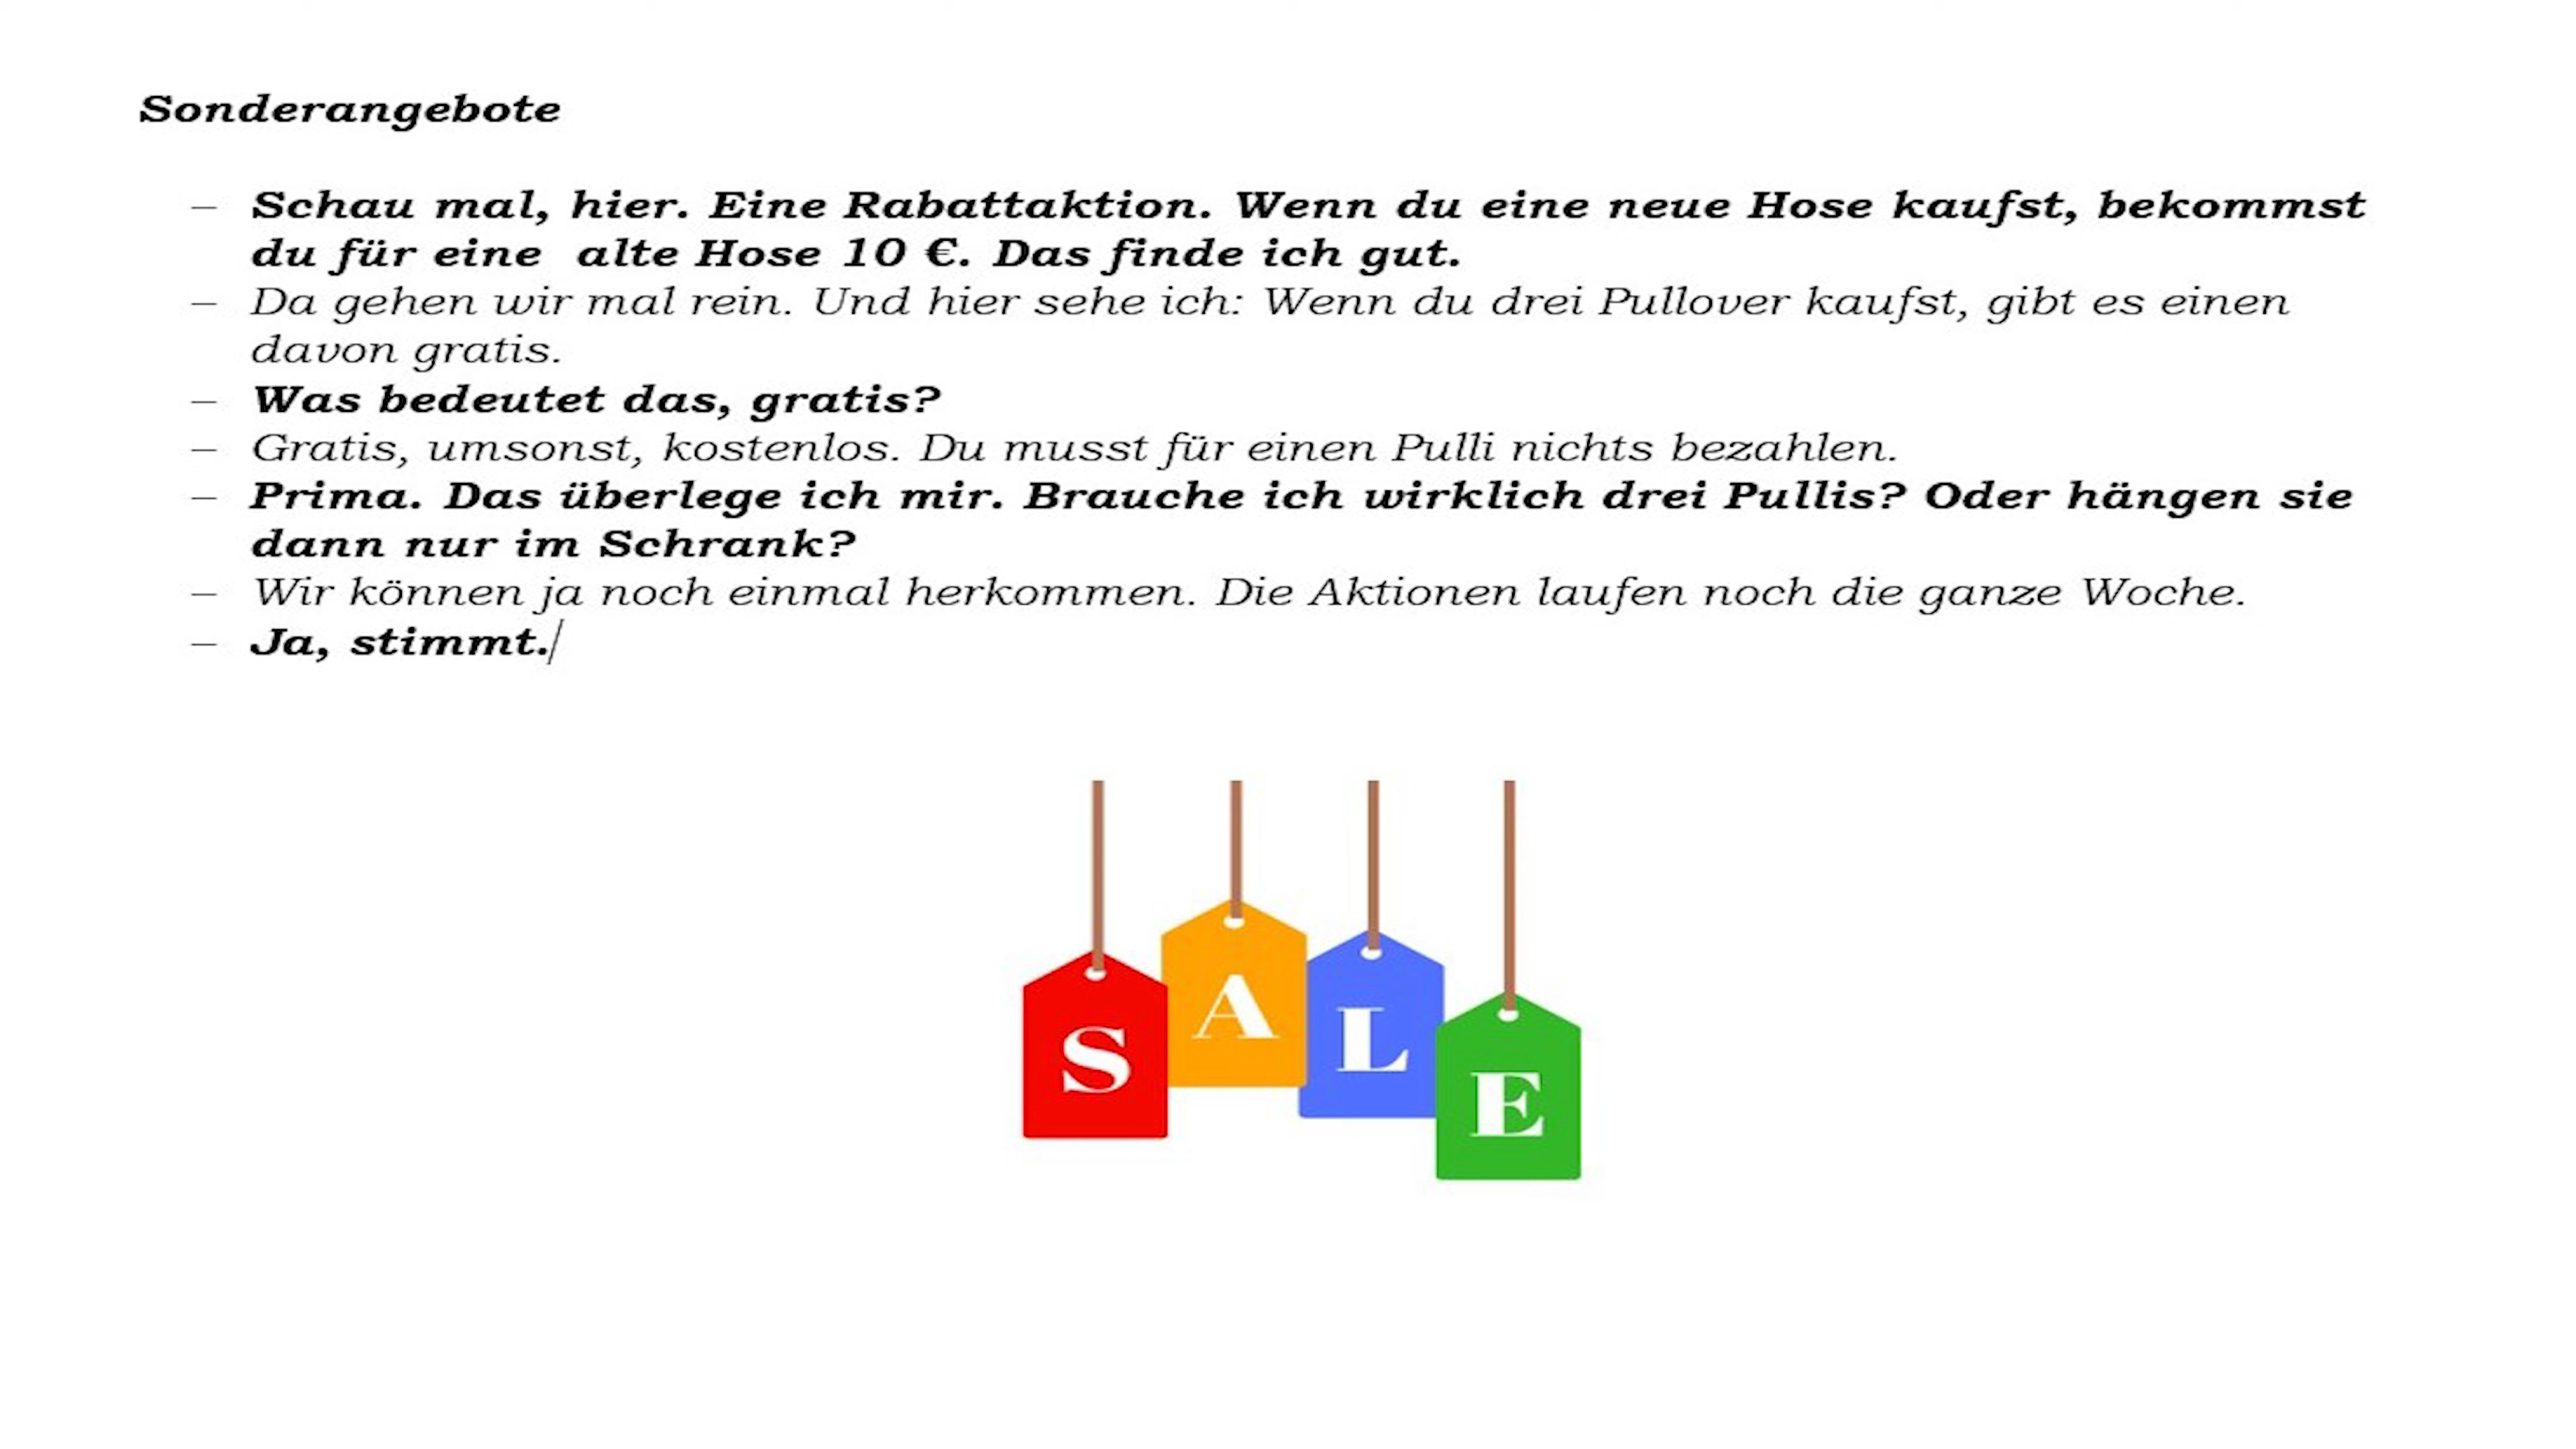 Sonderangebote
– Schau mal, hier. Eine Rabattaktion. Wenn du eine neue Hose kaufst, bekommst
du für eine  alte Hose 10 €. Das finde ich gut.
– Da gehen wir mal rein. Und hier sehe ich: Wenn du drei Pullover kaufst, gibt es einen
davon gratis.
– Was bedeutet das, gratis?
– Gratis, umsonst, kostenlos. Du musst für einen Pulli nichts bezahlen.
– Prima. Das überlege ich mir. Brauche ich wirklich drei Pullis? Oder hängen sie
dann nur im Schrank?
– Wir können ja noch einmal herkommen. Die Aktionen laufen noch die ganze Woche.
– Ja, stimmt.
SALE